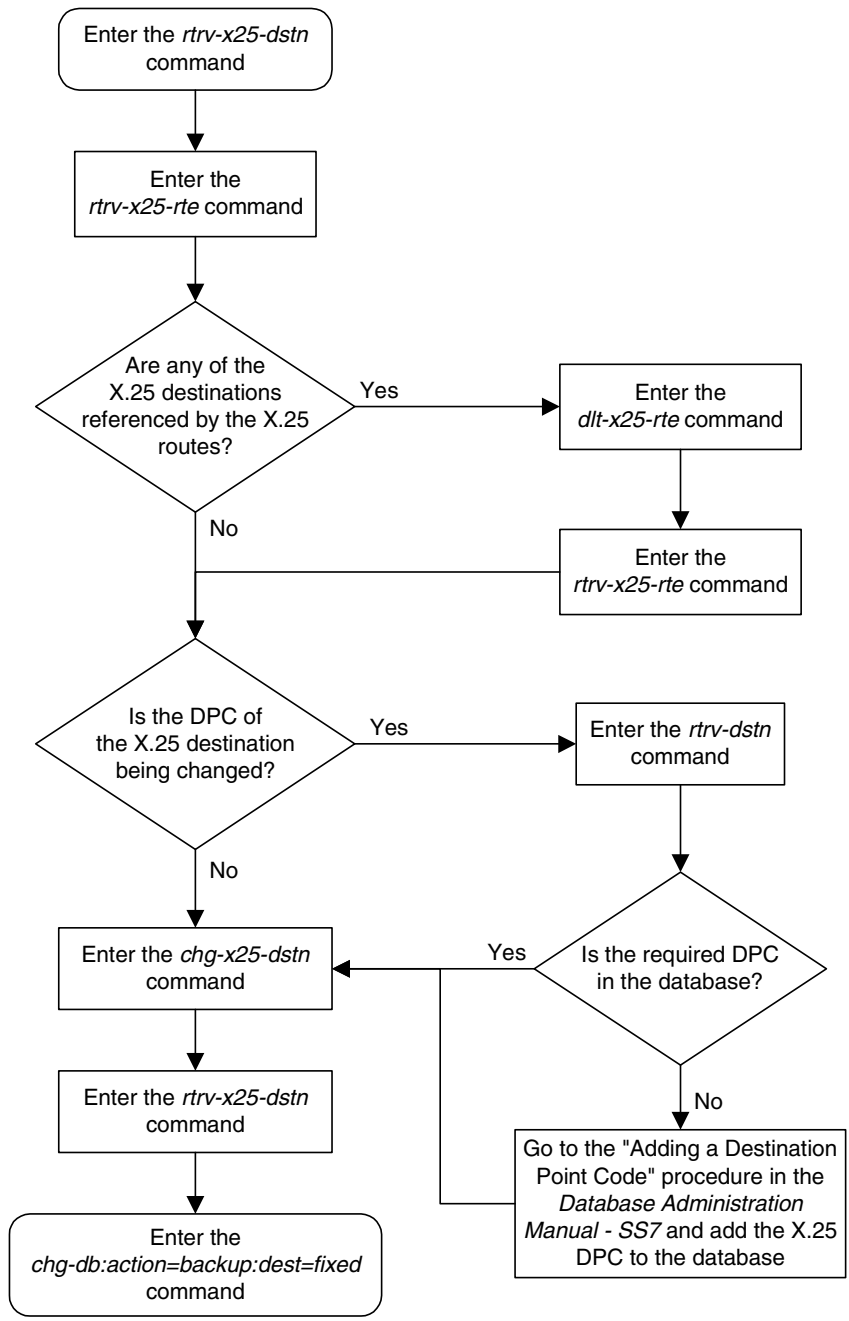 Enter the rtrv-x25-dstn
command
Enter the
rtrv-x25-rte command
Are any of the
X.25 destinations
referenced by the X.25
routes?
Yes
Enter the
dlt-x25-rte command
No
Enter the
rtrv-x25-rte command
Is the DPC of
the X.25 destination
being changed?
Yes
Enter the rtrv-dstn
command
No
Enter the chg-x25-dstn
command
Yes
Is the required DPC
in the database?
Enter the rtrv-x25-dstn
command
No
Go to the "Adding a Destination
Point Code" procedure in the
Database Administration
Manual - SS7 and add the X.25
DPC to the database
Enter the
chg-db:action=backup:dest=fixed
command